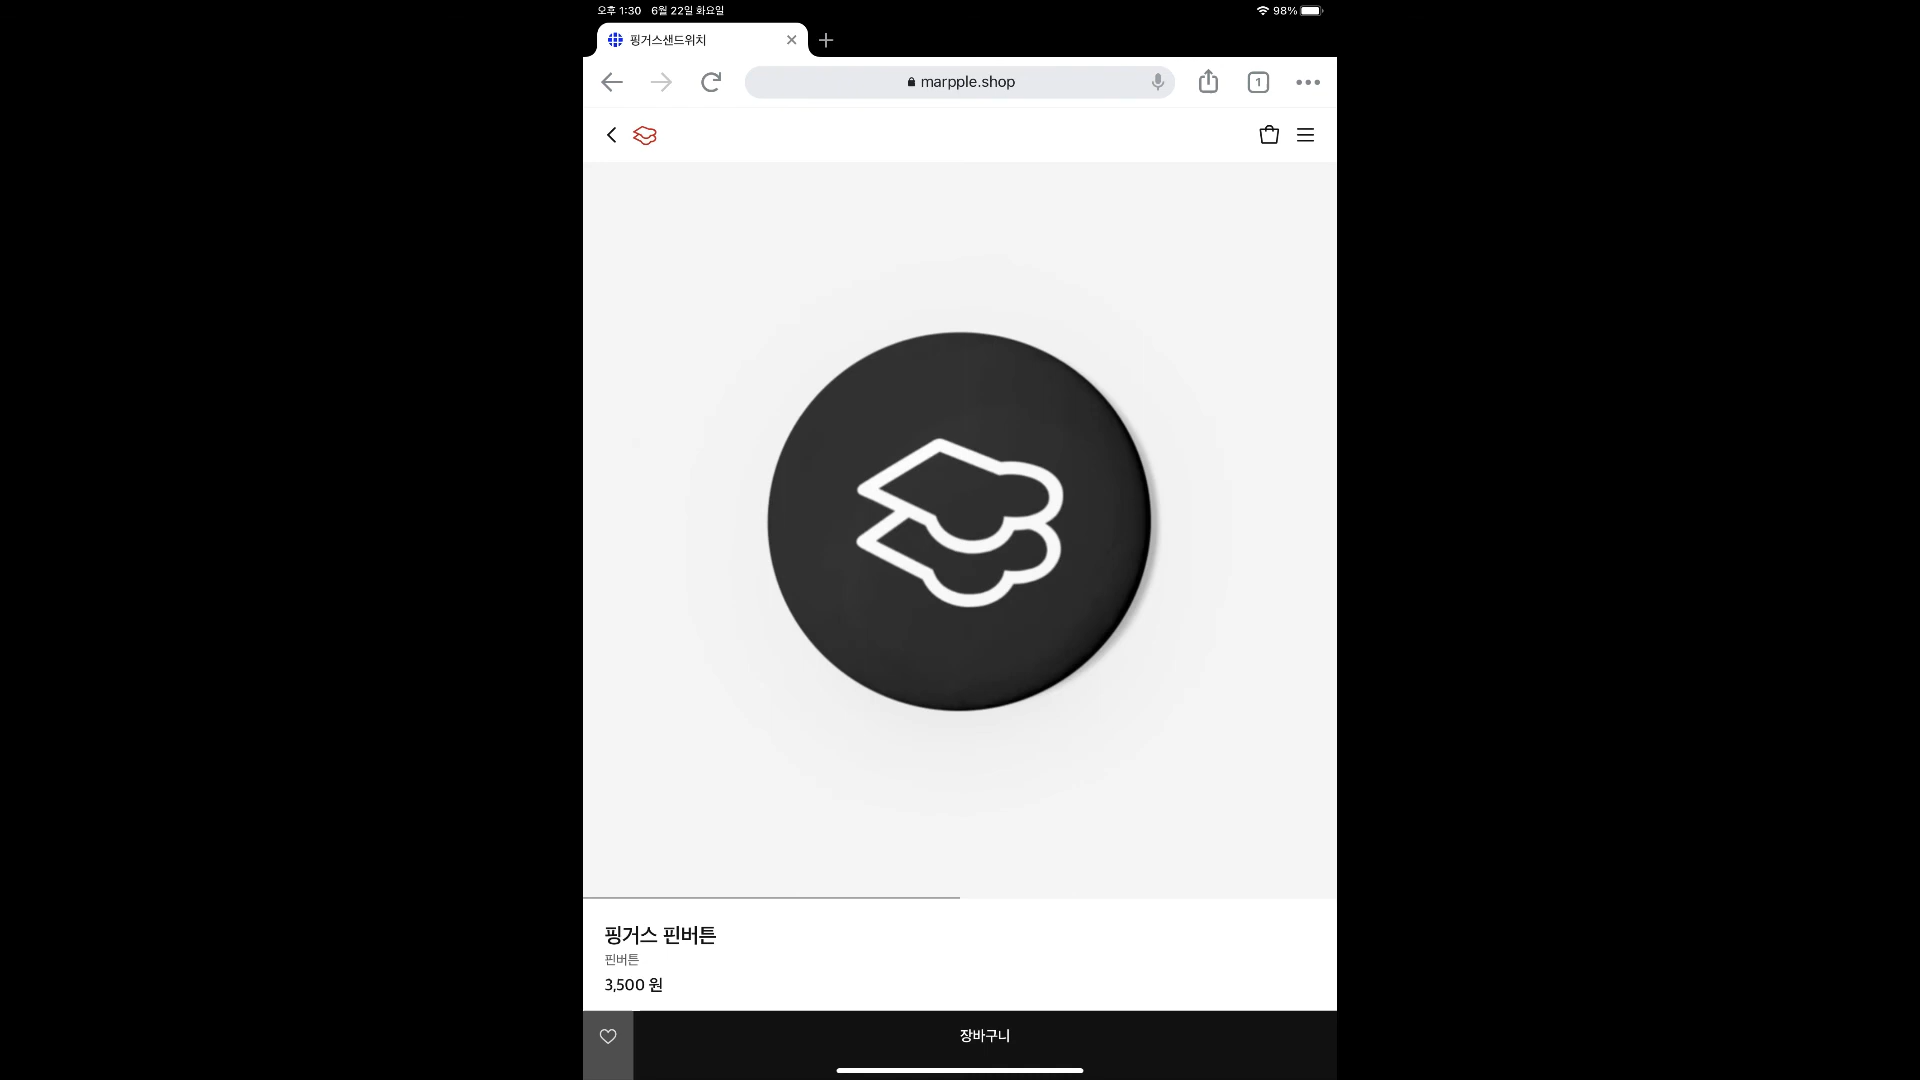 오후 1:30 6월 22일 화요일
98%
핑거스샌드위치
marpple.shop
1
핑거스 핀버튼
핀버튼
3,500 원
장바구니